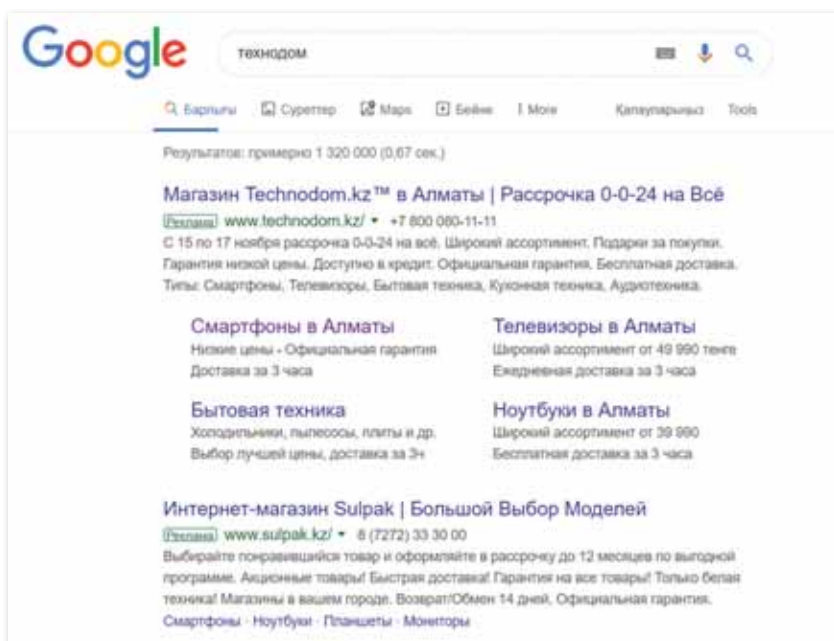 Google
технодом
Барлығы Суреттер Maps Бейне More Қалауларыңыз Tools
Результатов: примерно 1 320 000 (0,67 сек.)
Магазин Technodom.kz™ в Алматы | Рассрочка 0-0-24 на Всё
Реклама www.technodom.kz/ +7 800 080-11-11
С 15 по 17 ноября рассрочка 0-0-24 на всё. Широкий ассортимент. Подарки за покупки.
Гарантия низкой цены. Доступно в кредит. Официальная гарантия. Бесплатная доставка.
Типы: Смартфоны, Телевизоры, Бытовая техника, Кухонная техника, Аудиотехника.
Смартфоны в Алматы
Низкие цены - Официальная гарантия
Доставка за 3 часа
Телевизоры в Алматы
Широкий ассортимент от 49 990 тенге
Ежедневная доставка за 3 часа
Бытовая техника
Холодильники, пылесосы, плиты и др.
Выбор лучшей цены, доставка за 3ч
Ноутбуки в Алматы
Широкий ассортимент от 39 990
Бесплатная доставка за 3 часа
Интернет-магазин Sulpak | Большой Выбор Моделей
Реклама www.sulpak.kz/ 8 (7272) 33 30 00
Выбирайте понравившийся товар и оформляйте в рассрочку до 12 месяцев по выгодной
программе. Акционные товары! Быстрая доставка! Гарантия на все товары! Только белая
техника! Магазины в вашем городе. Возврат/Обмен 14 дней, Официальная гарантия.
Смартфоны · Ноутбуки · Планшеты · Мониторы